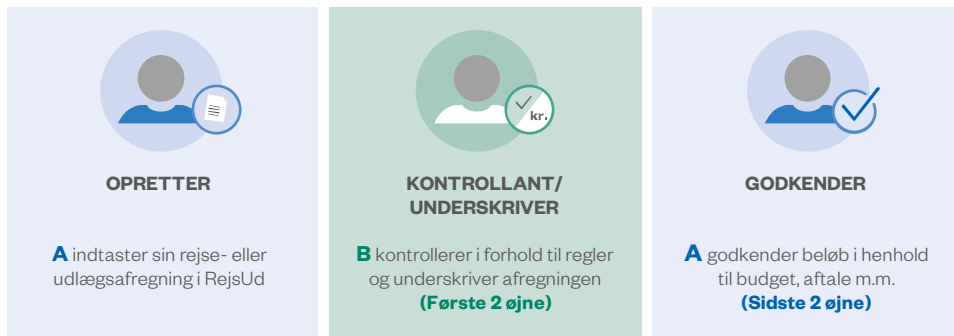 kr.
OPRETTER
A indtaster sin rejse- eller
udlægsafregning i RejsUd
KONTROLLANT/
UNDERSKRIVER
B kontrollerer i forhold til regler
og underskriver afregningen
(Første 2 øjne)
GODKENDER
A godkender beløb i henhold
til budget, aftale m.m.
(Sidste 2 øjne)